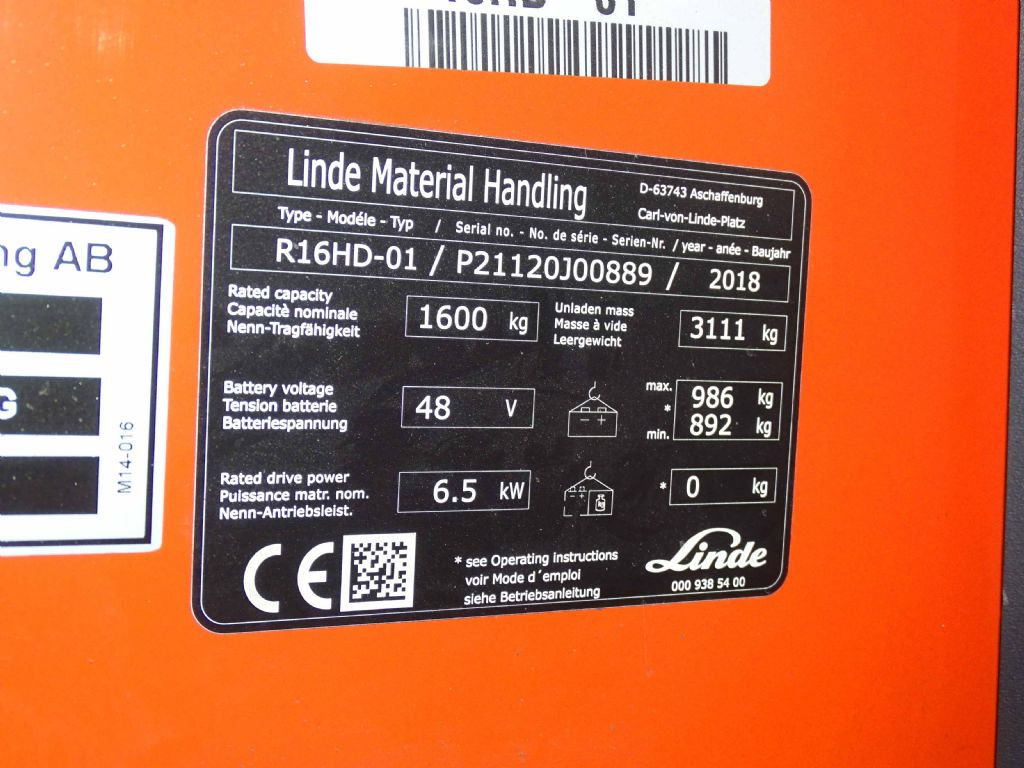 Linde Material Handling
D-63743 Aschaffenburg
Carl-von-Linde-Platz
Type - Modéle - Typ / Serial no. - No. de série - Serien-Nr. / year - anée - Baujahr
R16HD-01 / P21120J00889 / 2018
Rated capacity
Capacitè nominale
Nenn-Tragfähigkeit
1600 kg
Unladen mass
Masse à vide
Leergewicht
3111 kg
Battery voltage
Tension batterie
Batteriespannung
48 V
- +
max. 986 kg
*
min. 892 kg
Rated drive power
Puissance matr. nom.
Nenn-Antriebsleist.
6.5 kW
kg
* 0 kg
CE
* see Operating instructions
voir Mode d´emploi
siehe Betriebsanleitung
Linde
000 938 54 00
AB
M14-016